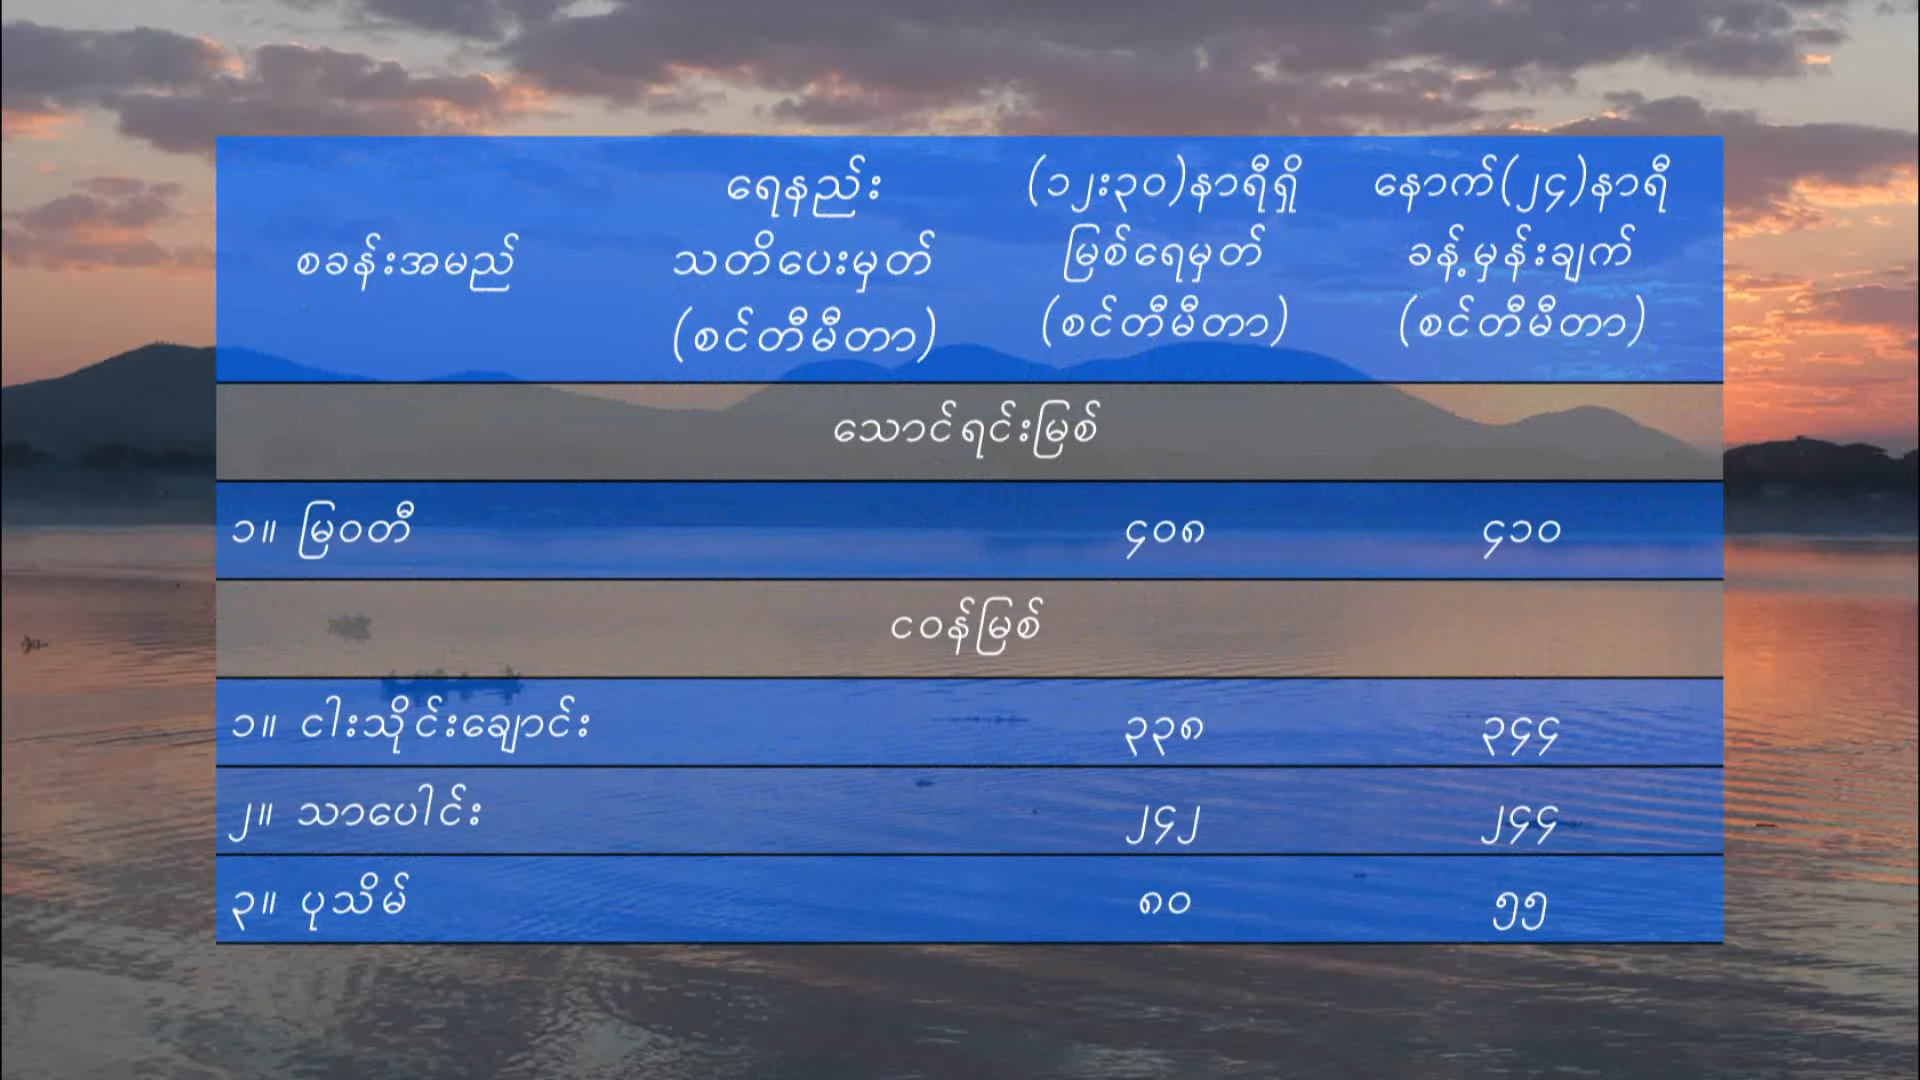 စခန်းအမည်
ရေနည်း
သတိပေးမှတ်
(စင်တီမီတာ)
(၁၂း၃၀)နာရီရှိ
မြစ်ရေမှတ်
(စင်တီမီတာ)
နောက်(၂၄)နာရီ
ခန့်မှန်းချက်
(စင်တီမီတာ)
သောင်ရင်းမြစ်
၁။ မြဝတီ ၄၀၈ ၄၁၀
ငဝန်မြစ်
၁။ ငါးသိုင်းချောင်း ၃၃၈ ၃၄၄
၂။ သာပေါင်း ၂၄၂ ၂၄၄
၃။ ပုသိမ် ၈၀ ၅၅